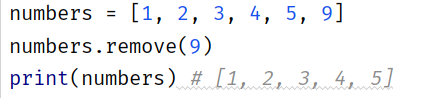 numbers = [1, 2, 3, 4, 5, 9]
numbers.remove(9)
print(numbers) # [1, 2, 3, 4, 5]